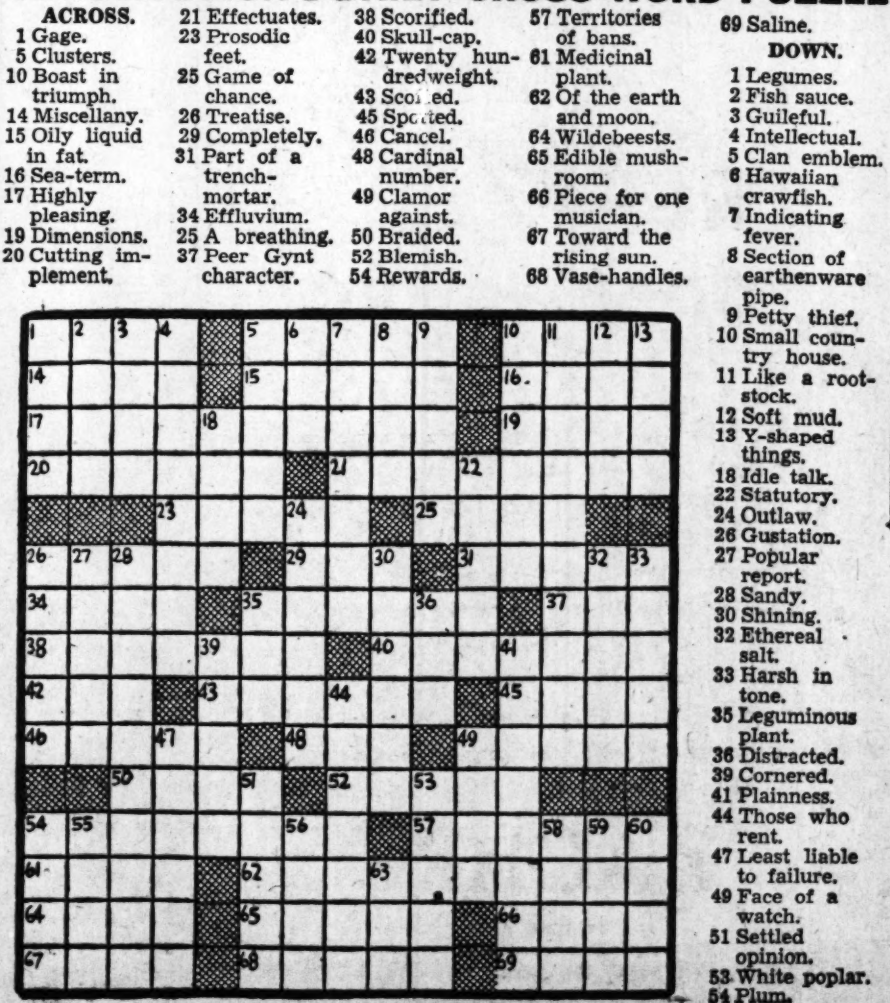 ACROSS.
1 Gage.
5 Clusters.
10 Boast in
triumph.
14 Miscellany.
15 Oily liquid
in fat.
16 Sea-term.
17 Highly
pleasing.
19 Dimensions.
20 Cutting im-
plement.
21 Effectuates.
23 Prosodic
feet.
25 Game of
chance.
26 Treatise.
29 Completely.
31 Part of a
trench-
mortar.
34 Effluvium.
25 A breathing.
37 Peer Gynt
character.
38 Scorified.
40 Skull-cap.
42 Twenty hun-
dredweight.
43
45
46 Cancel.
48 Cardinal
number.
49 Clamor
against.
50 Braided.
52 Blemish.
54 Rewards.
57 Territories
of bans.
61 Medicinal
plant.
62 Of the earth
and moon.
64 Wildebeests.
65 Edible mush-
room.
66 Piece for one
musician.
67 Toward the
rising sun.
68 Vase-handles.
69 Saline.
DOWN.
1 Legumes.
2 Fish sauce.
3 Guileful.
4 Intellectual.
5 Clan emblem.
6 Hawaiian
crawfish.
7 Indicating
fever.
8 Section of
earthenware
pipe.
9 Petty thief.
10 Small coun-
try house.
11 Like a root-
stock.
12 Soft mud.
13 Y-shaped
things.
18 Idle talk.
22 Statutory.
24 Outlaw.
26 Gustation.
27 Popular
report.
28 Sandy.
30 Shining.
32 Ethereal
salt.
33 Harsh in
tone.
35 Leguminous
plant.
36 Distracted.
39 Cornered.
41 Plainness.
44 Those who
rent.
47 Least liable
to failure.
49 Face of a
watch.
51 Settled
opinion.
53 White poplar.
54 Plum.
1 2 3 4 5 6 7 8 9 10 11 12 13
14 15 16
17 18 19
20 21 22
23 24 25
26 27 28 29 30 31 32 33
34 35 36 37
38 39 40 41
42 43 44 45
46 47 48 49
50 51 52 53
54 55 56 57 58 59 60
61 62 63
64 65 66
67 68 69